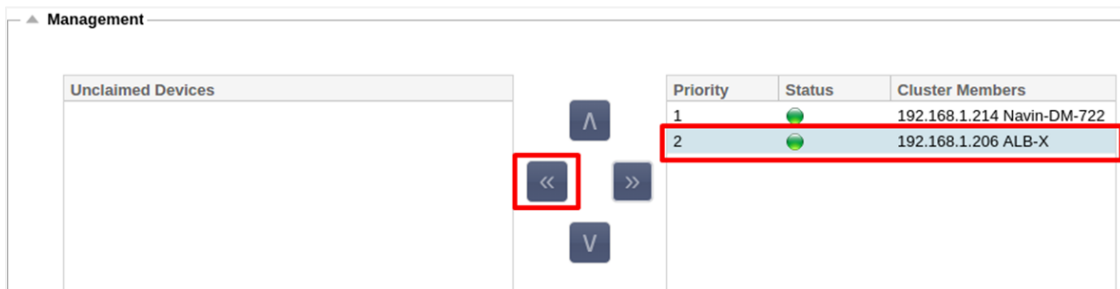 Management
Unclaimed Devices
Priority Status Cluster Members
1 192.168.1.214 Navin-DM-722
2 192.168.1.206 ALB-X